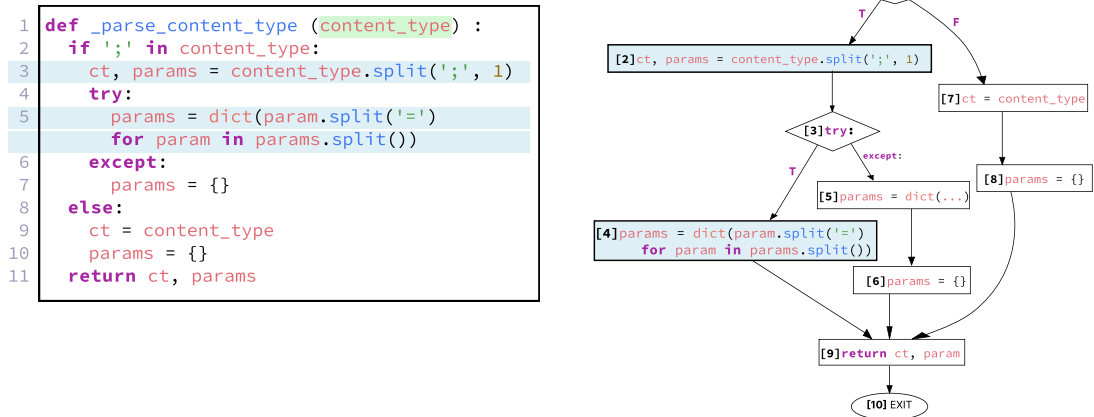 1 def _parse_content_type (content_type) :
2 if ';' in content_type:
3 ct, params = content_type.split(';', 1)
4 try:
5 params = dict(param.split('=')
for param in params.split())
6 except:
7 params = {}
8 else:
9 ct = content_type
10 params = {}
11 return ct, params
T
F
[2]ct, params = content_type.split(';', 1)
[7]ct = content_type
[3]try:
except:
T
[8]params = {}
[5]params = dict(...)
[4]params = dict(param.split('=')
for param in params.split())
[6]params = {}
[9]return ct, param
[10] EXIT